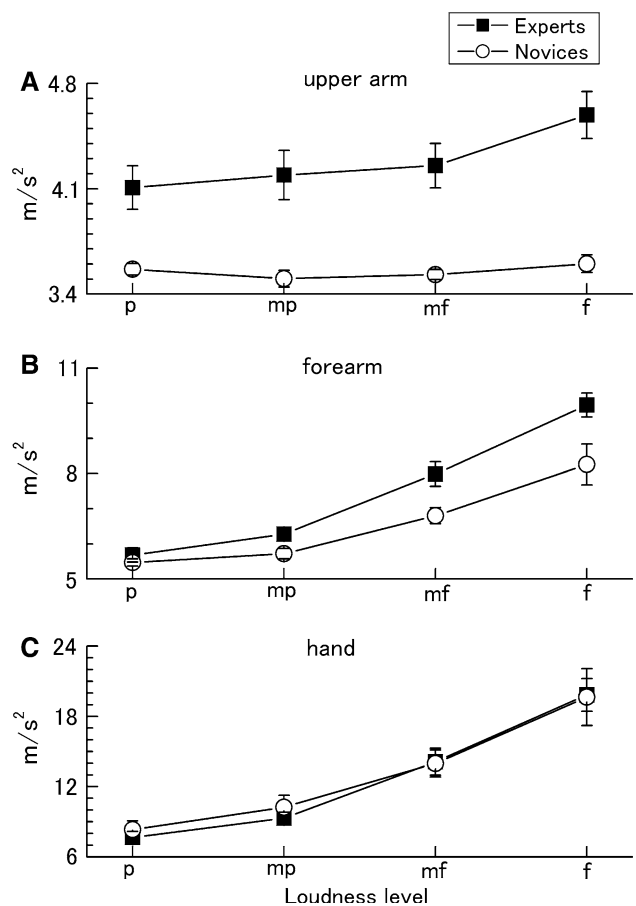 Experts
Novices
A
upper arm
4.8
4.1
3.4
m/s²
p mp mf f
B
forearm
11
8
5
m/s²
p mp mf f
C
hand
24
18
12
6
m/s²
p mp mf f
Loudness level